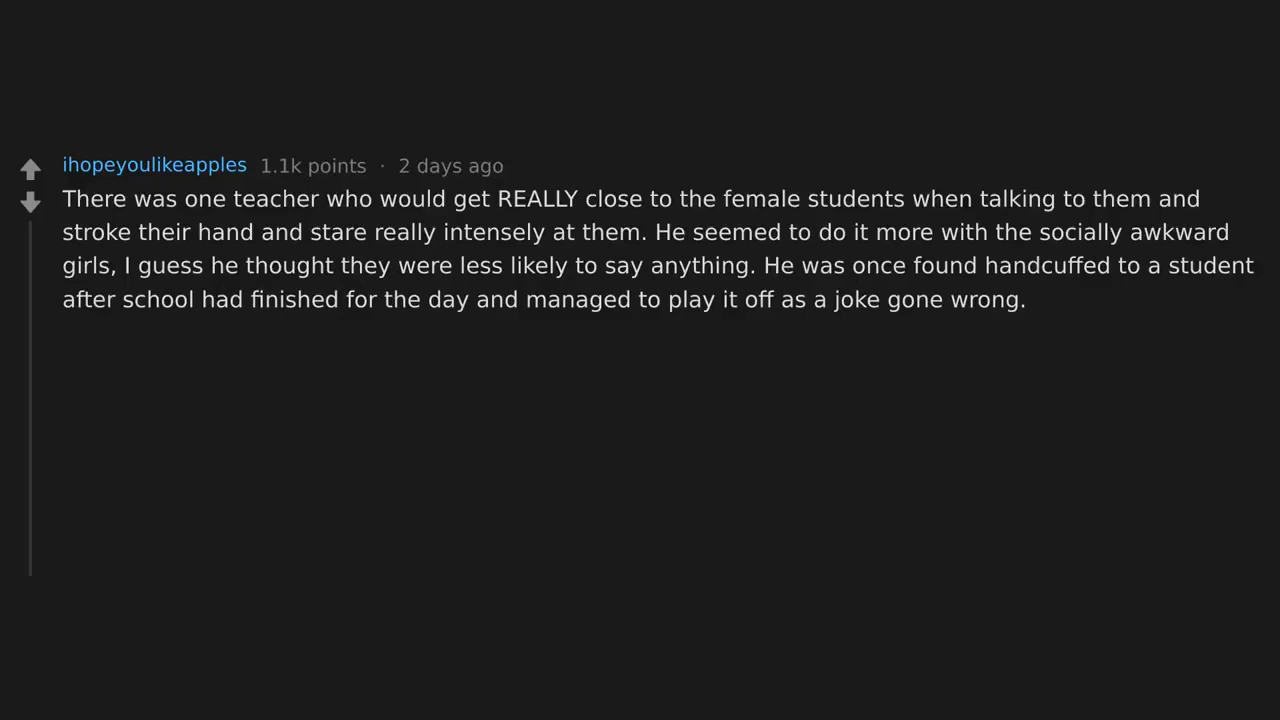 ihopeyoulikeapples 1.1k points · 2 days ago
There was one teacher who would get REALLY close to the female students when talking to them and
stroke their hand and stare really intensely at them. He seemed to do it more with the socially awkward
girls, I guess he thought they were less likely to say anything. He was once found handcuffed to a student
after school had finished for the day and managed to play it off as a joke gone wrong.